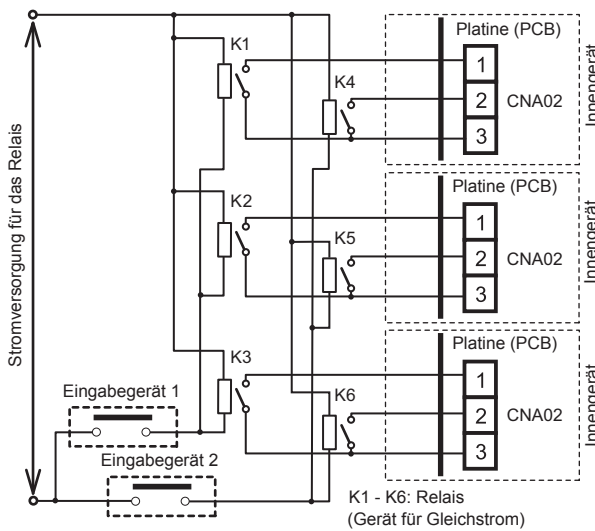 Stromversorgung für das Relais
K1
K4
Platine (PCB)
1
2
3
CNA02
Innengerät
K2
K5
Platine (PCB)
1
2
3
CNA02
Innengerät
K3
K6
Platine (PCB)
1
2
3
CNA02
Innengerät
Eingabegerät 1
Eingabegerät 2
K1 - K6: Relais
(Gerät für Gleichstrom)